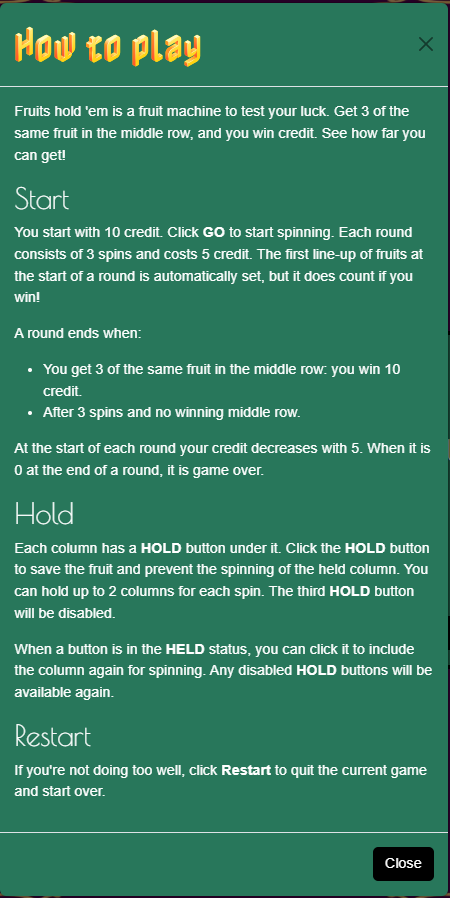 How to play
Fruits hold 'em is a fruit machine to test your luck. Get 3 of the
same fruit in the middle row, and you win credit. See how far you
can get!
Start
You start with 10 credit. Click GO to start spinning. Each round
consists of 3 spins and costs 5 credit. The first line-up of fruits at
the start of a round is automatically set, but it does count if you
win!
A round ends when:
• You get 3 of the same fruit in the middle row: you win 10
credit.
• After 3 spins and no winning middle row.
At the start of each round your credit decreases with 5. When it is
0 at the end of a round, it is game over.
Hold
Each column has a HOLD button under it. Click the HOLD button
to save the fruit and prevent the spinning of the held column. You
can hold up to 2 columns for each spin. The third HOLD button
will be disabled.
When a button is in the HELD status, you can click it to include
the column again for spinning. Any disabled HOLD buttons will be
available again.
Restart
If you're not doing too well, click Restart to quit the current game
and start over.
Close